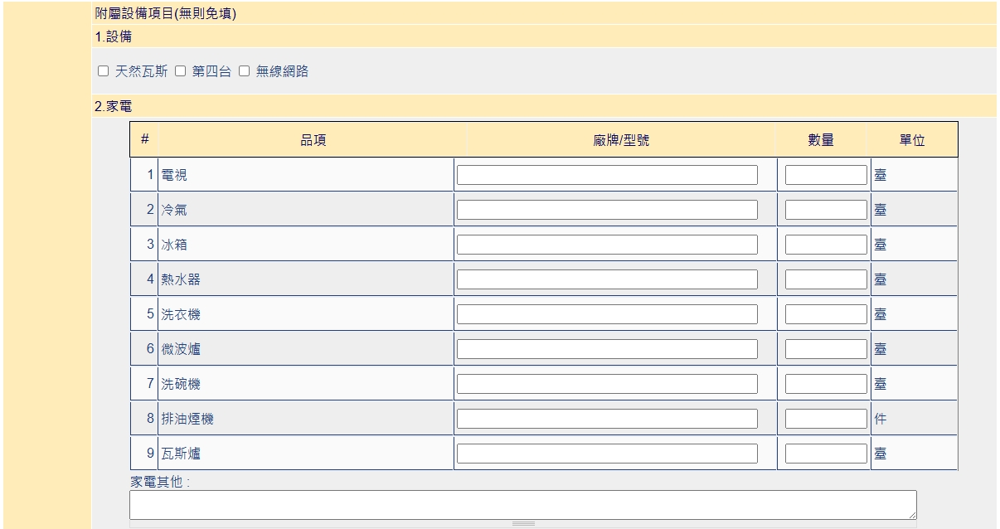 附屬設備項目(無則免填)
1.設備
天然瓦斯 第四台 無線網路
2.家電
# 品項 廠牌/型號 數量 單位
1 電視 臺
2 冷氣 臺
3 冰箱 臺
4 熱水器 臺
5 洗衣機 臺
6 微波爐 臺
7 洗碗機 臺
8 排油煙機 件
9 瓦斯爐 臺
家電其他 :